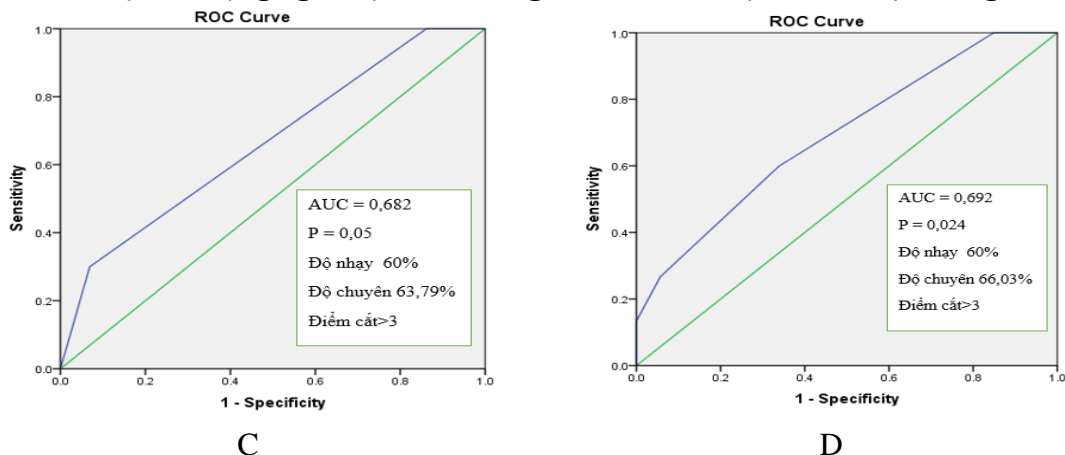 ROC Curve
1.0
0.8
0.6
0.4
0.2
0.0
Sensitivity
AUC = 0,682
P = 0,05
Độ nhạy 60%
Độ chuyên 63,79%
Điểm cắt>3
0.0 0.2 0.4 0.6 0.8 1.0
1 - Specificity
C
ROC Curve
1.0
0.8
0.6
0.4
0.2
0.0
Sensitivity
AUC = 0,692
P = 0,024
Độ nhạy 60%
Độ chuyên 66,03%
Điểm cắt>3
0.0 0.2 0.4 0.6 0.8 1.0
1 - Specificity
D